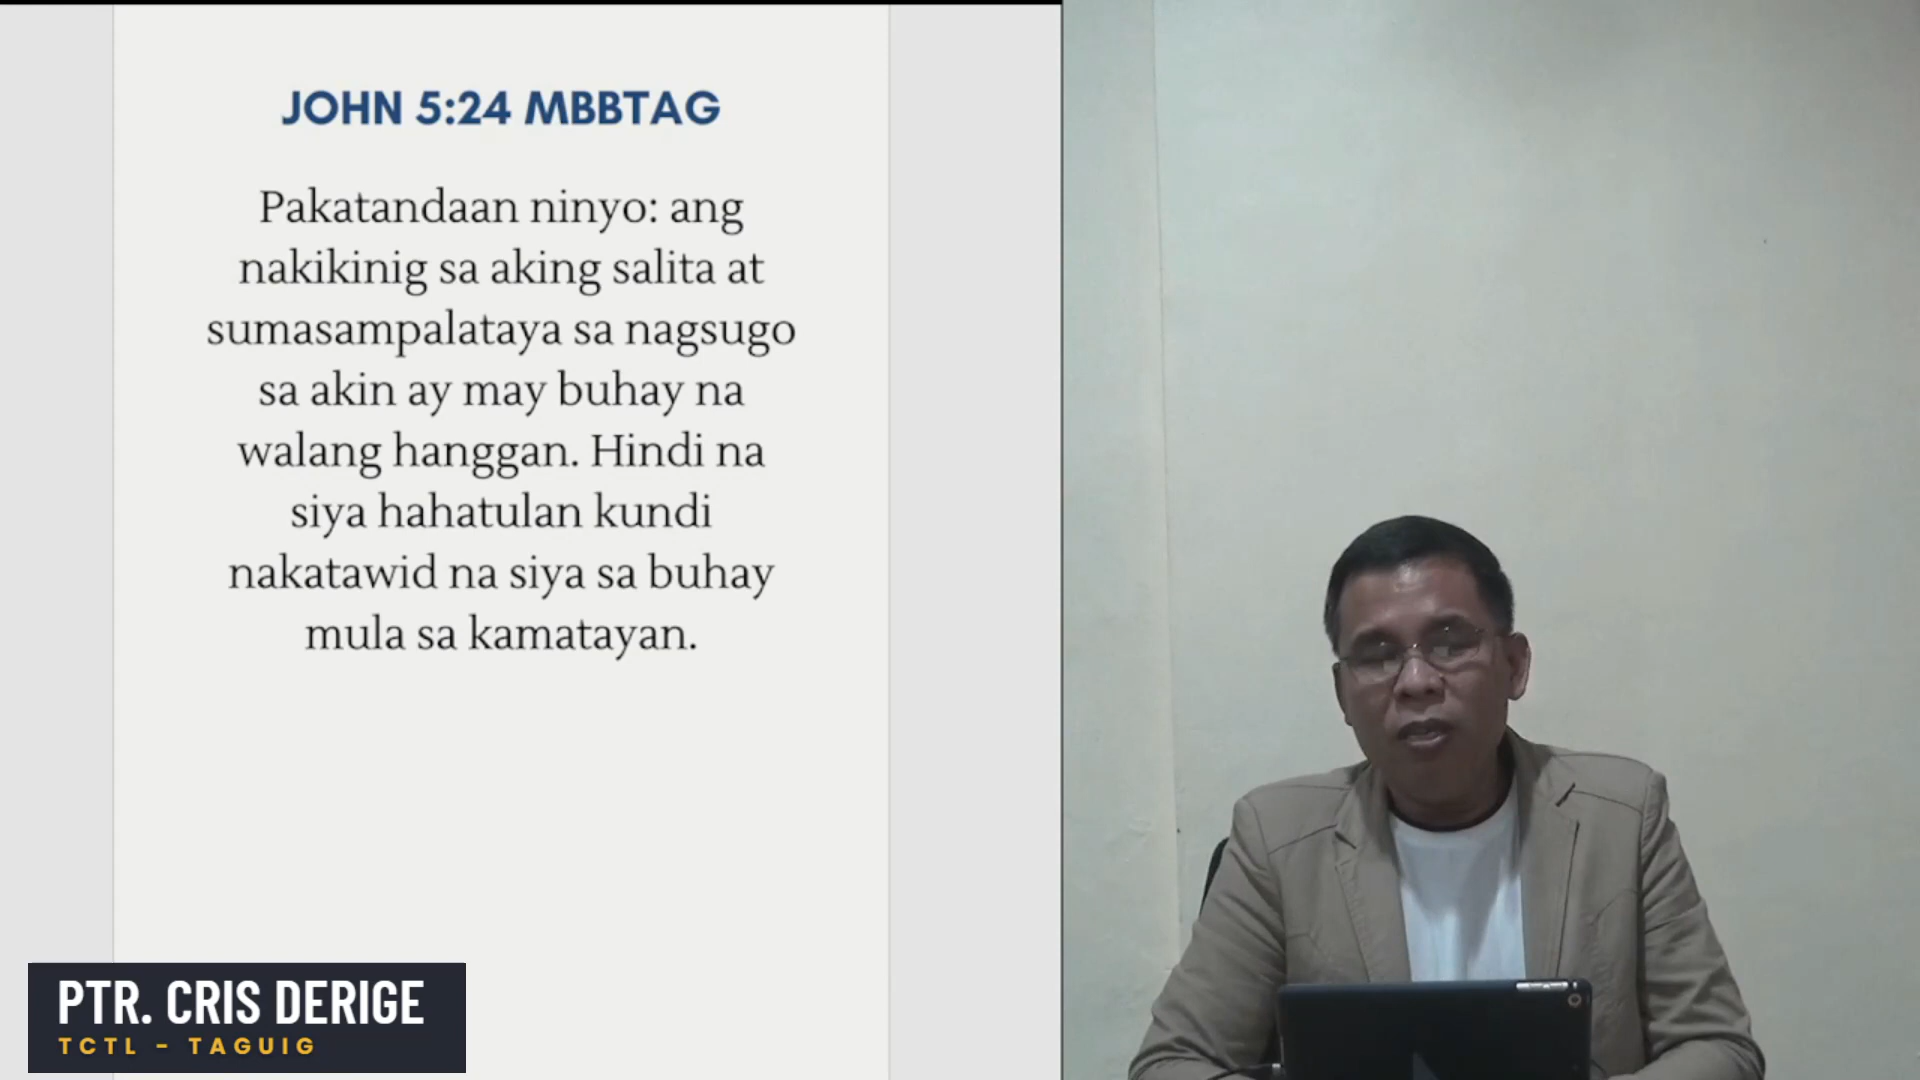 JOHN 5:24 MBBTAG
Pakatandaan ninyo: ang
nakikinig sa aking salita at
sumasampalataya sa nagsugo
sa akin ay may buhay na
walang hanggan. Hindi na
siya hahatulan kundi
nakatawid na siya sa buhay
mula sa kamatayan.
PTR. CRIS DERIGE
TCTL - TAGUIG